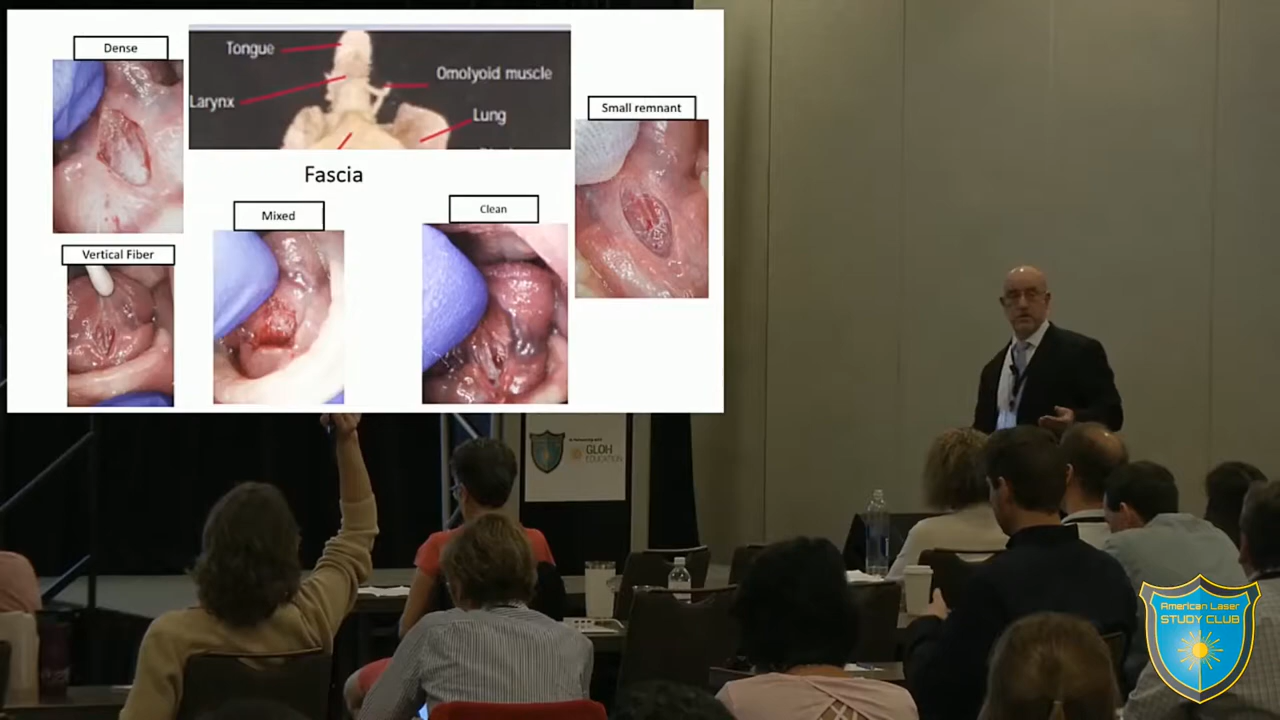 Dense
Tongue
Omolyoid muscle
Larynx
Lung
Small remnant
Fascia
Mixed
Clean
Vertical Fiber
GLOH
EDUCATION
American Laser
STUDY CLUB